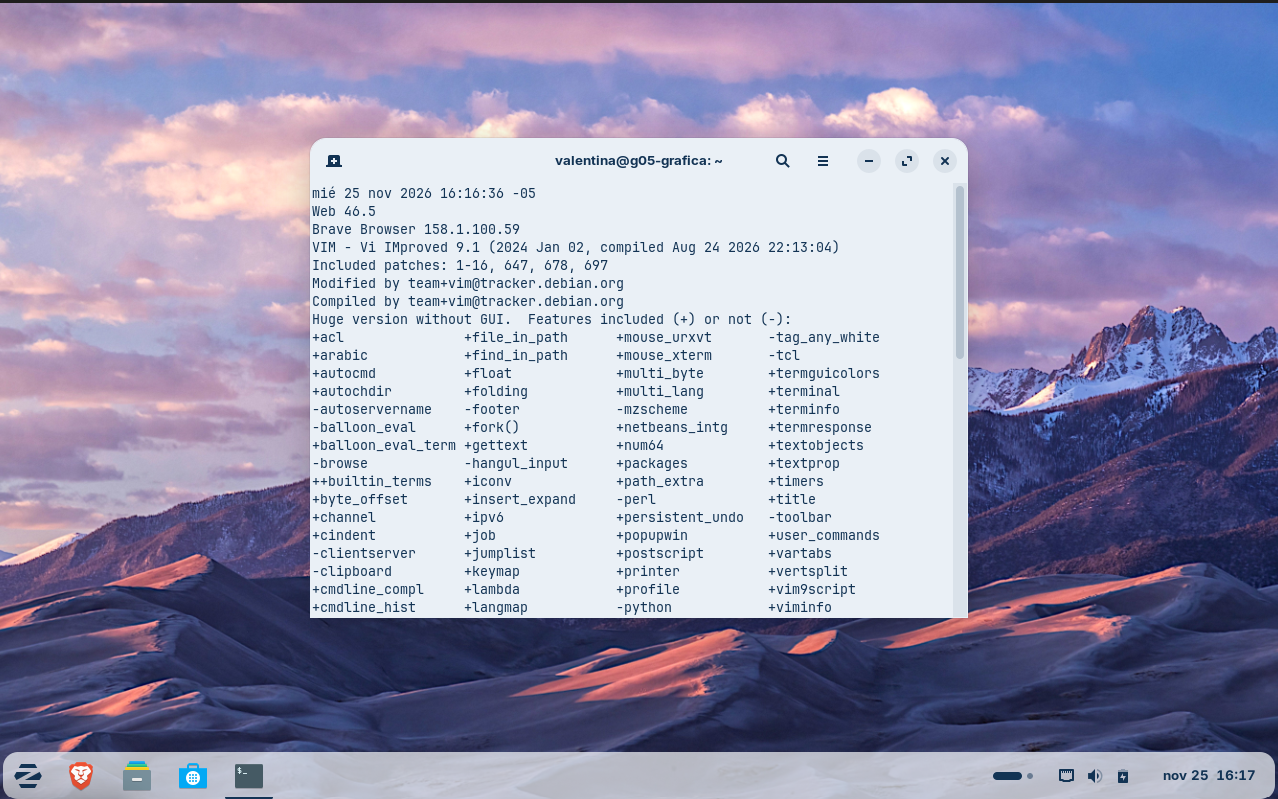 valentina@g05-grafica: ~
mié 25 nov 2026 16:16:36 -05
Web 46.5
Brave Browser 158.1.100.59
VIM - Vi IMproved 9.1 (2024 Jan 02, compiled Aug 24 2026 22:13:04)
Included patches: 1-16, 647, 678, 697
Modified by team+vim@tracker.debian.org
Compiled by team+vim@tracker.debian.org
Huge version without GUI.  Features included (+) or not (-):
+acl               +file_in_path      +mouse_urxvt       -tag_any_white
+arabic            +find_in_path      +mouse_xterm       -tcl
+autocmd           +float             +multi_byte        +termguicolors
+autochdir         +folding           +multi_lang        +terminal
-autoservername    -footer            -mzscheme          +terminfo
-balloon_eval      +fork()            +netbeans_intg     +termresponse
+balloon_eval_term +gettext           +num64             +textobjects
-browse            -hangul_input      +packages          +textprop
++builtin_terms    +iconv             +path_extra        +timers
+byte_offset       +insert_expand     -perl              +title
+channel           +ipv6              +persistent_undo   -toolbar
+cindent           +job               +popupwin          +user_commands
-clientserver      +jumplist          +postscript        +vartabs
-clipboard         +keymap            +printer           +vertsplit
+cmdline_compl     +lambda            +profile           +vim9script
+cmdline_hist      +langmap           -python            +viminfo
$_
nov 25  16:17